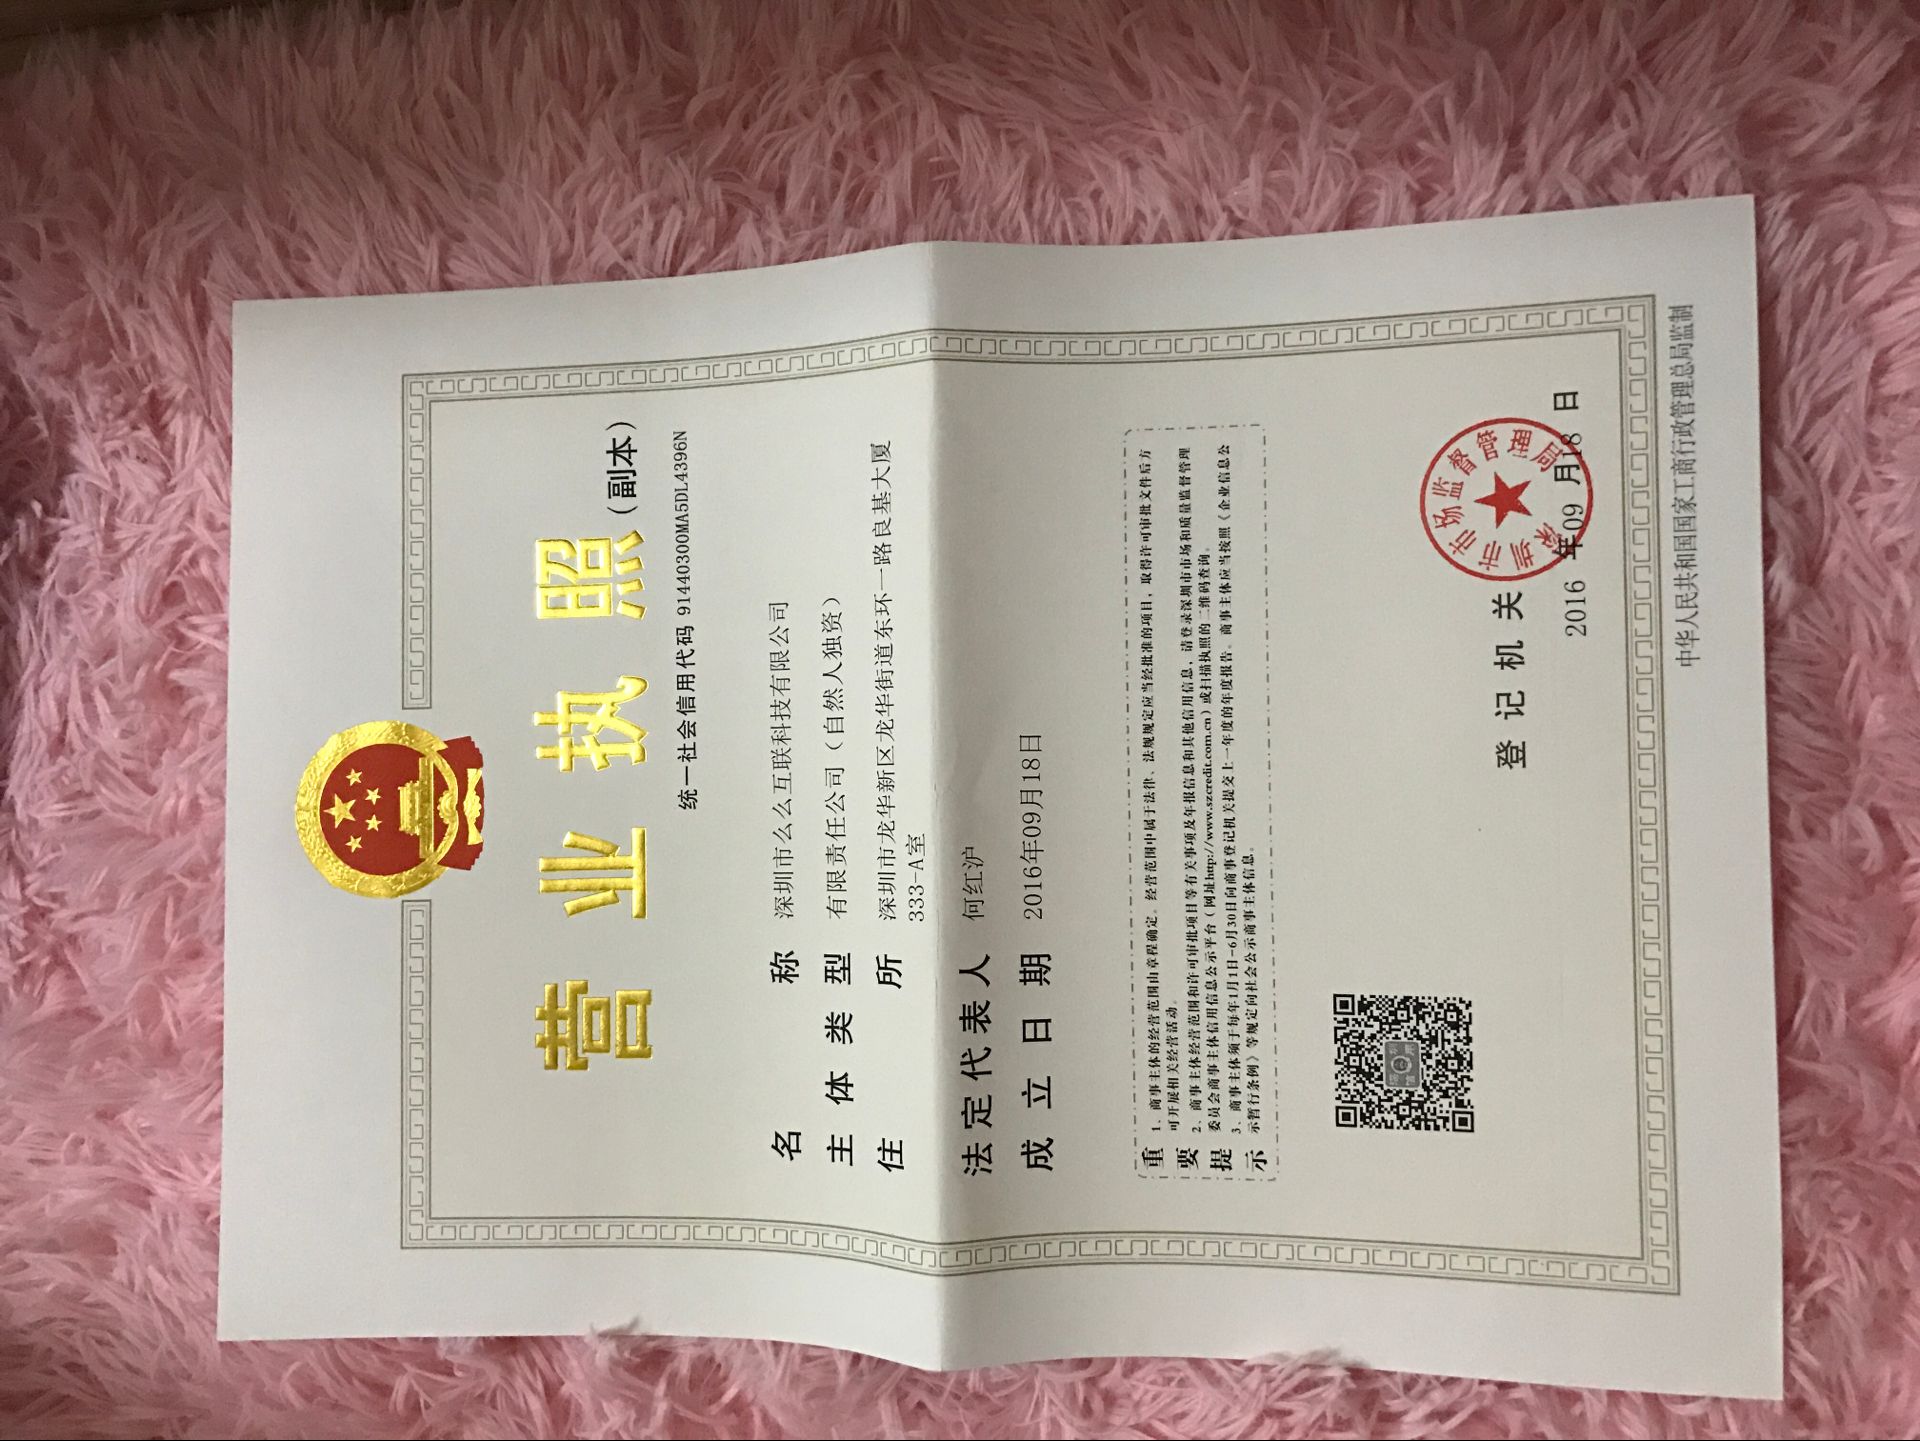 营业执照
(副本)
统一社会信用代码 91440300MA5DL4396N
名称 深圳市么么互联科技有限公司
主体类型 有限责任公司（自然人独资）
住所 深圳市龙华新区龙华街道东环一路良基大厦
333-A室
法定代表人 何红沪
成立日期 2016年09月18日
重要提示
1、商事主体的经营范围由章程确定。经营范围中属于法律、法规规定应当经批准的项目，取得许可审批文件后方
可开展相关经营活动。
2、商事主体经营范围和许可审批项目等有关事项及年报信息和其他信用信息，请登录深圳市市场和质量监督管理
委员会商事主体信用信息公示平台（网址http://www.szcredit.com.cn）或扫描执照的二维码查询。
3、商事主体须于每年1月1日-6月30日向商事登记机关提交上一年度的年度报告。商事主体应当按照《企业信息公
示暂行条例》等规定向社会公示商事主体信息。
登记机关
深圳市市场监督管理局
2016 年09 月18 日
中华人民共和国国家工商行政管理总局监制